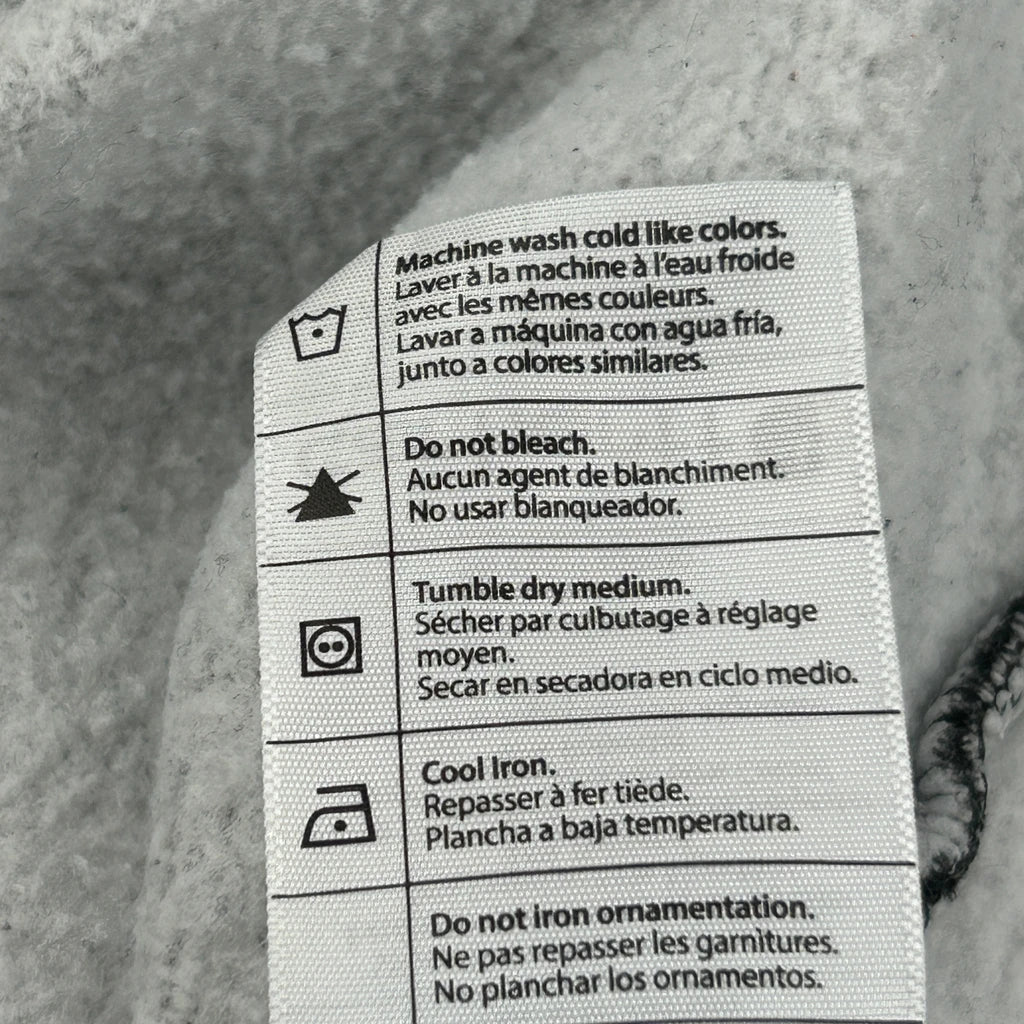 Machine wash cold like colors.
Laver à la machine à l'eau froide
avec les mêmes couleurs.
Lavar a máquina con agua fría,
junto a colores similares.
Do not bleach.
Aucun agent de blanchiment.
No usar blanqueador.
Tumble dry medium.
Sécher par culbutage à réglage
moyen.
Secar en secadora en ciclo medio.
Cool Iron.
Repasser à fer tiède.
Plancha a baja temperatura.
Do not iron ornamentation.
Ne pas repasser les garnitures.
No planchar los ornamentos.